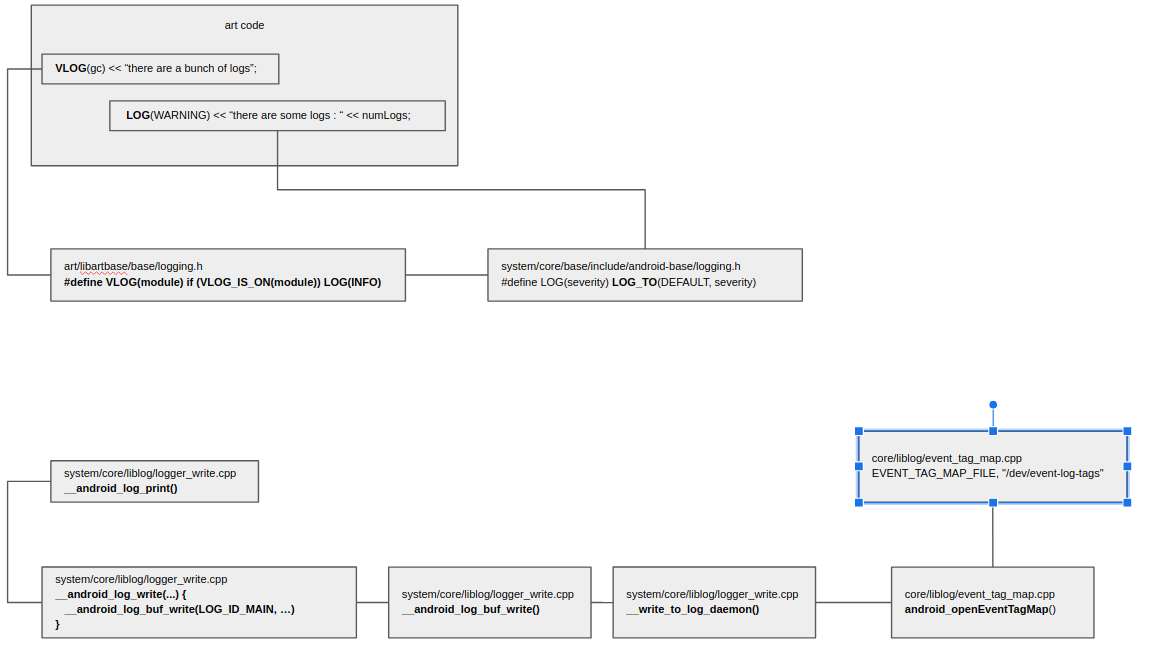 art code
VLOG(gc) << “there are a bunch of logs”;
LOG(WARNING) << “there are some logs : “ << numLogs;
art/libartbase/base/logging.h
#define VLOG(module) if (VLOG_IS_ON(module)) LOG(INFO)
system/core/base/include/android-base/logging.h
#define LOG(severity) LOG_TO(DEFAULT, severity)
core/liblog/event_tag_map.cpp
EVENT_TAG_MAP_FILE, "/dev/event-log-tags"
system/core/liblog/logger_write.cpp
__android_log_print()
system/core/liblog/logger_write.cpp
__android_log_write(...) {
__android_log_buf_write(LOG_ID_MAIN, …)
}
system/core/liblog/logger_write.cpp
__android_log_buf_write()
system/core/liblog/logger_write.cpp
__write_to_log_daemon()
core/liblog/event_tag_map.cpp
android_openEventTagMap()